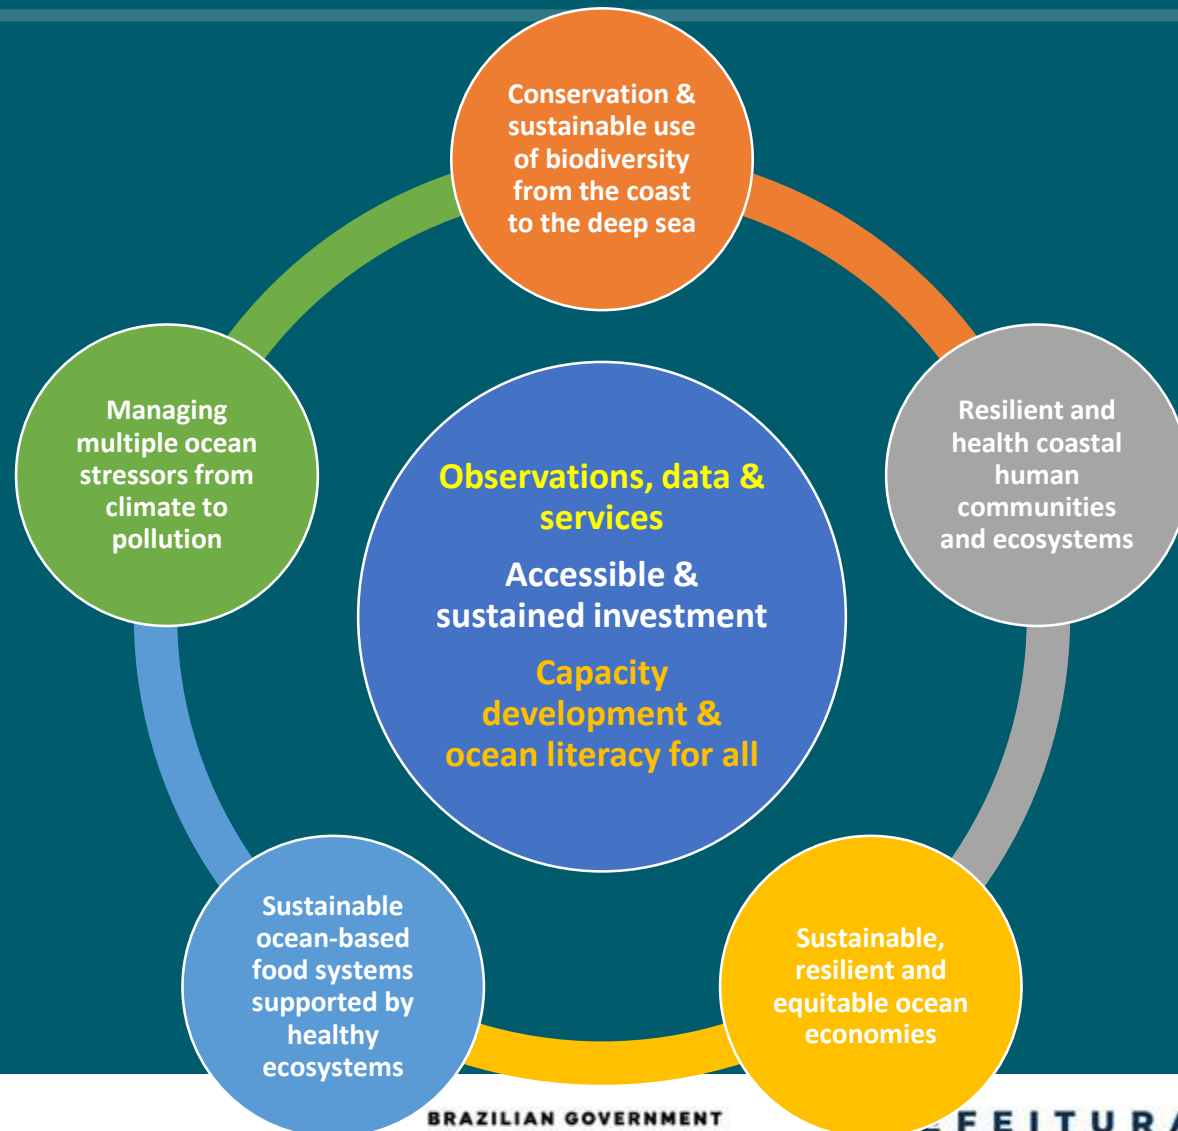 Conservation &
sustainable use
of biodiversity
from the coast
to the deep sea
Managing
multiple ocean
stressors from
climate to
pollution
Resilient and
health coastal
human
communities
and ecosystems
Observations, data &
services
Accessible &
sustained investment
Capacity
development &
ocean literacy for all
Sustainable
ocean-based
food systems
supported by
healthy
ecosystems
Sustainable,
resilient and
equitable ocean
economies
BRAZILIAN GOVERNMENT